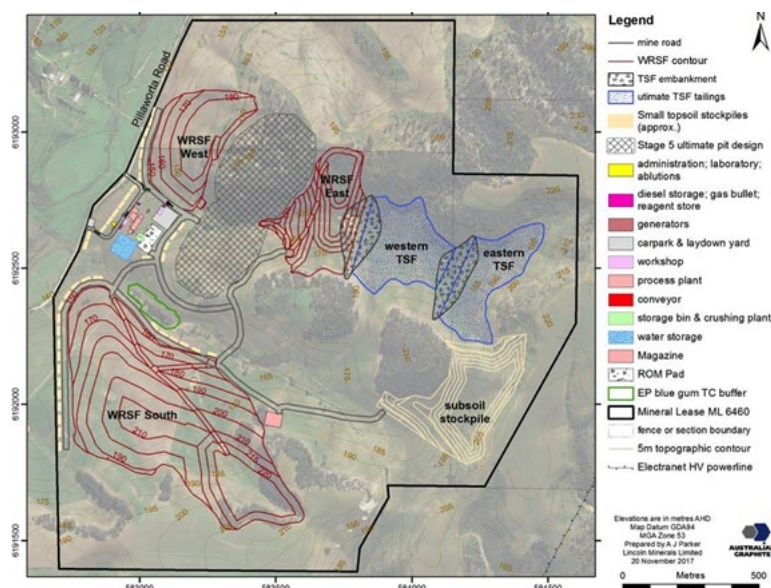 Legend
N
mine road
WRSF contour
TSF embankment
utimate TSF tailings
Small topsoil stockpiles
(approx.)
Stage 5 ultimate pit design
administration; laboratory;
ablutions
diesel storage; gas bullet;
reagent store
generators
carpark & laydown yard
workshop
process plant
conveyor
storage bin & crushing plant
water storage
Magazine
ROM Pad
EP blue gum TC buffer
Mineral Lease ML 6460
fence or section boundary
5m topographic contour
Electranet HV powerline
Elevations are in metres AHD
Map Datum GDA94
MGA Zone 53
Prepared by A J Parker
Lincoln Minerals Limited
20 November 2017
AUSTRALIAN
GRAPHITE
0 Metres 500
Pillaworta Road
WRSF
West
WRSF
East
western
TSF
eastern
TSF
WRSF South
subsoil
stockpile
6193000
6192500
6192000
6191500